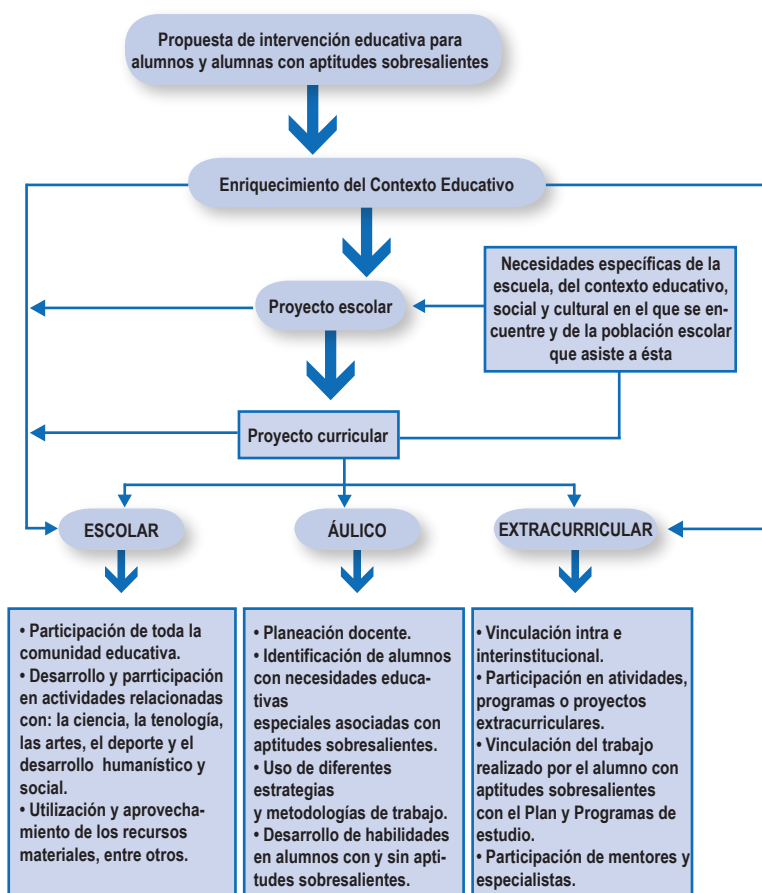 Propuesta de intervención educativa para
alumnos y alumnas con aptitudes sobresalientes
Enriquecimiento del Contexto Educativo
Necesidades específicas de la
escuela, del contexto educativo,
social y cultural en el que se en-
cuentre y de la población escolar
que asiste a ésta
Proyecto escolar
Proyecto curricular
ESCOLAR
ÁULICO
EXTRACURRICULAR
• Participación de toda la
comunidad educativa.
• Desarrollo y parrticipación
en actividades relacionadas
con: la ciencia, la tenología,
las artes, el deporte y el
desarrollo humanístico y
social.
• Utilización y aprovecha-
miento de los recursos
materiales, entre otros.
• Planeación docente.
• Identificación de alumnos
con necesidades educa-
tivas
especiales asociadas con
aptitudes sobresalientes.
• Uso de diferentes
estrategias
y metodologías de trabajo.
• Desarrollo de habilidades
en alumnos con y sin apti-
tudes sobresalientes.
• Vinculación intra e
interinstitucional.
• Participación en atividades,
programas o proyectos
extracurriculares.
• Vinculación del trabajo
realizado por el alumno con
aptitudes sobresalientes
con el Plan y Programas de
estudio.
• Participación de mentores y
especialistas.